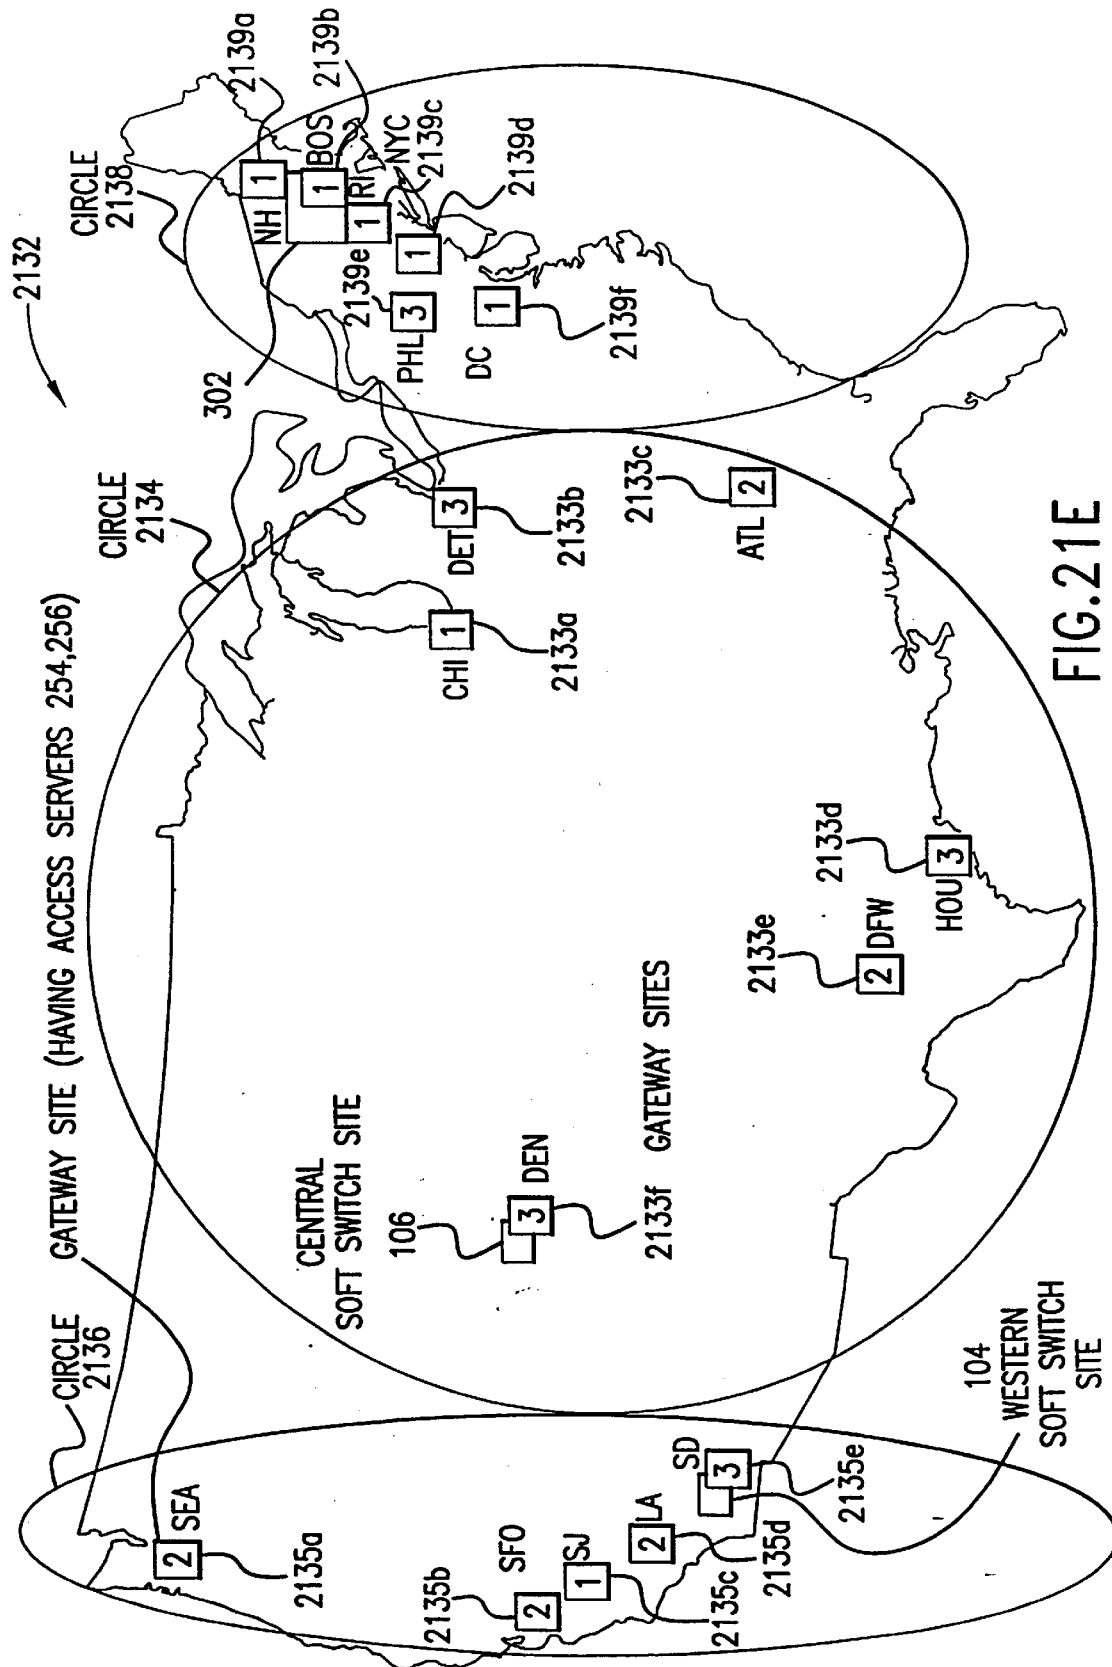 2132
CIRCLE
2136
GATEWAY SITE (HAVING ACCESS SERVERS 254,256)
CIRCLE
2134
CIRCLE
2138
302
2139a
2139b
2139c
2139d
2139e
2139f
NH
1
BOS
1
RI
1
NYC
1
PHL
3
DC
1
SEA
2
2135a
2135b
SFO
2
SJ
1
2135c
LA
2
2135d
SD
3
2135e
104
WESTERN
SOFT SWITCH
SITE
CENTRAL
SOFT SWITCH SITE
106
3
DEN
2133f
GATEWAY SITES
CHI
1
2133a
DET
3
2133b
2133c
ATL
2
2133d
HOU
3
2133e
2
DFW
FIG.21E